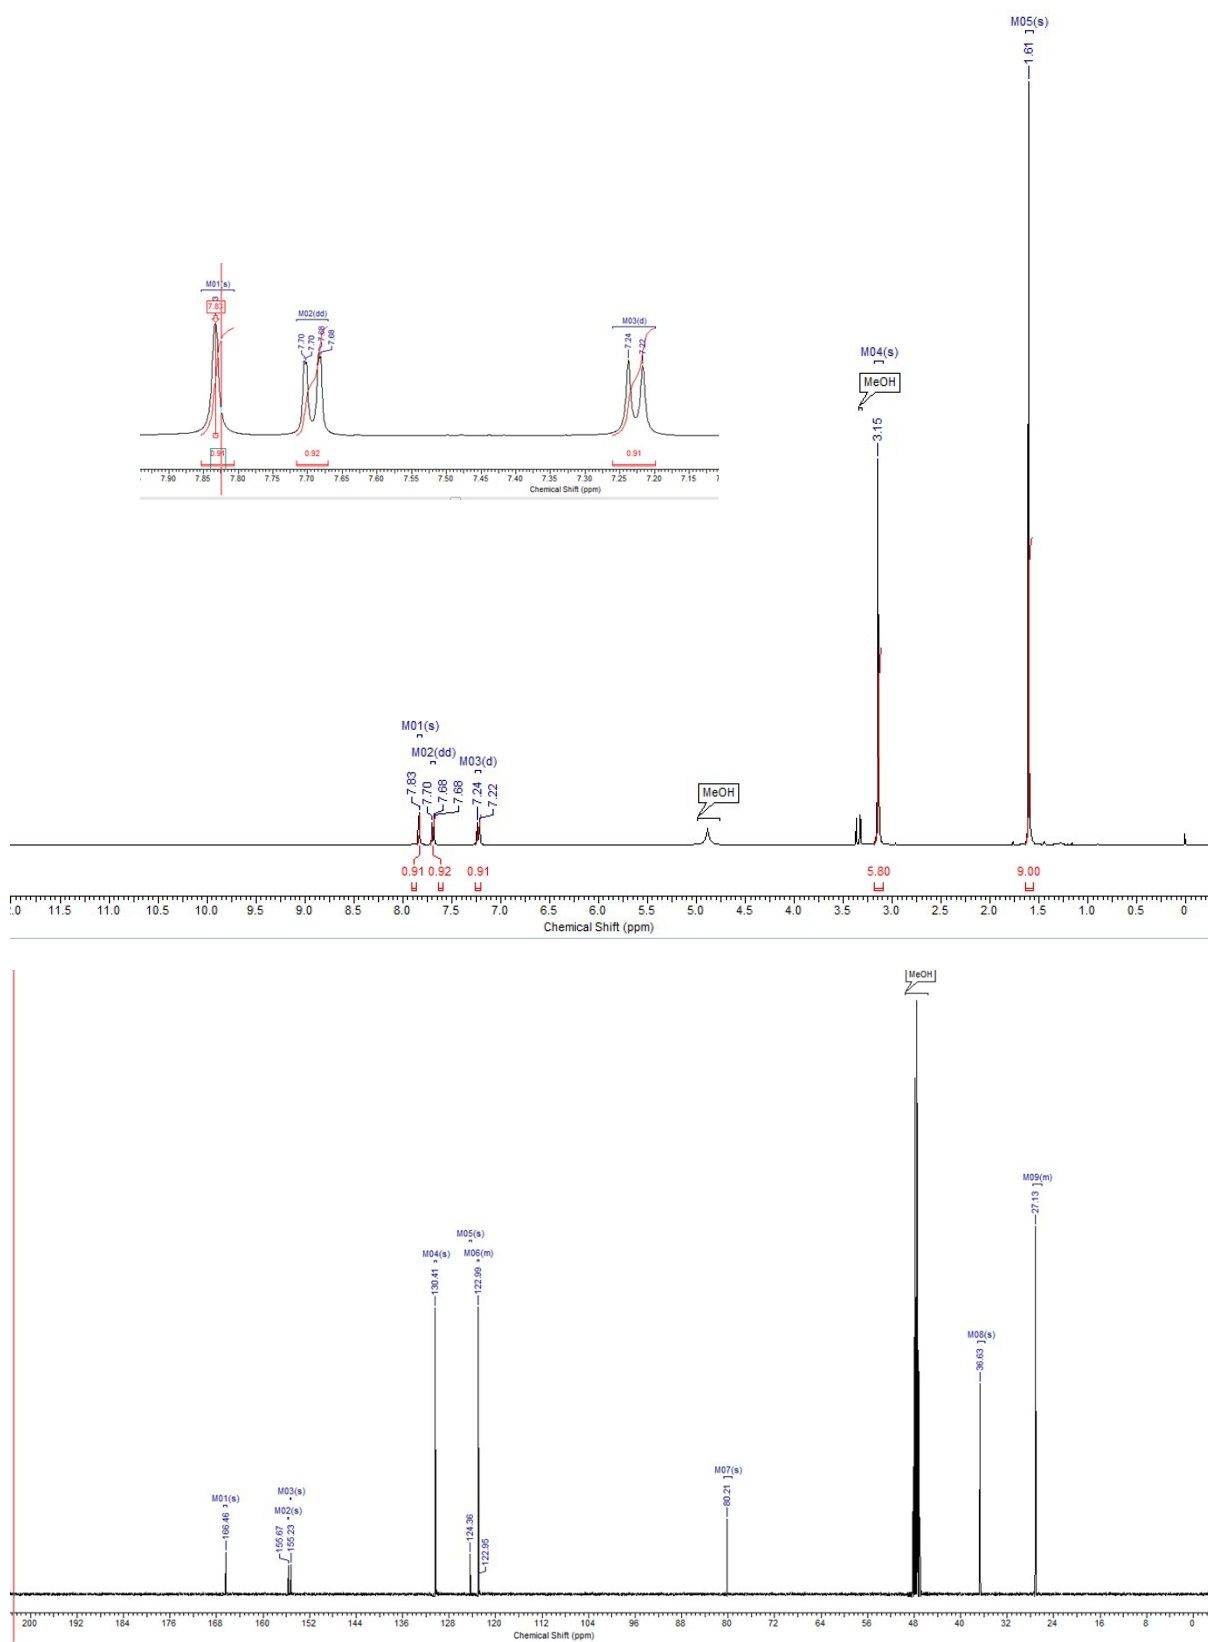 M05(s)
1.61
M01(s)
7.83
M02(dd)
7.70
7.70
7.68
7.68
M03(d)
7.24
7.22
0.91
0.92
0.91
7.90 7.85 7.80 7.75 7.70 7.65 7.60 7.55 7.50 7.45 7.40 7.35 7.30 7.25 7.20 7.15
Chemical Shift (ppm)
M04(s)
MeOH
3.15
M01(s)
M02(dd)
M03(d)
7.83
7.70
7.68
7.68
7.24
7.22
MeOH
0.91 0.92 0.91 5.80 9.00
11.5 11.0 10.5 10.0 9.5 9.0 8.5 8.0 7.5 7.0 6.5 6.0 5.5 5.0 4.5 4.0 3.5 3.0 2.5 2.0 1.5 1.0 0.5 0
Chemical Shift (ppm)
MeOH
M09(m)
27.13
M05(s)
M04(s) M06(m)
130.41
122.99
M08(s)
36.63
M07(s)
80.21
M03(s)
M01(s)
M02(s)
166.46
155.67
155.23
124.36
122.95
200 192 184 176 168 160 152 144 136 128 120 112 104 96 88 80 72 64 56 48 40 32 24 16 8 0
Chemical Shift (ppm)